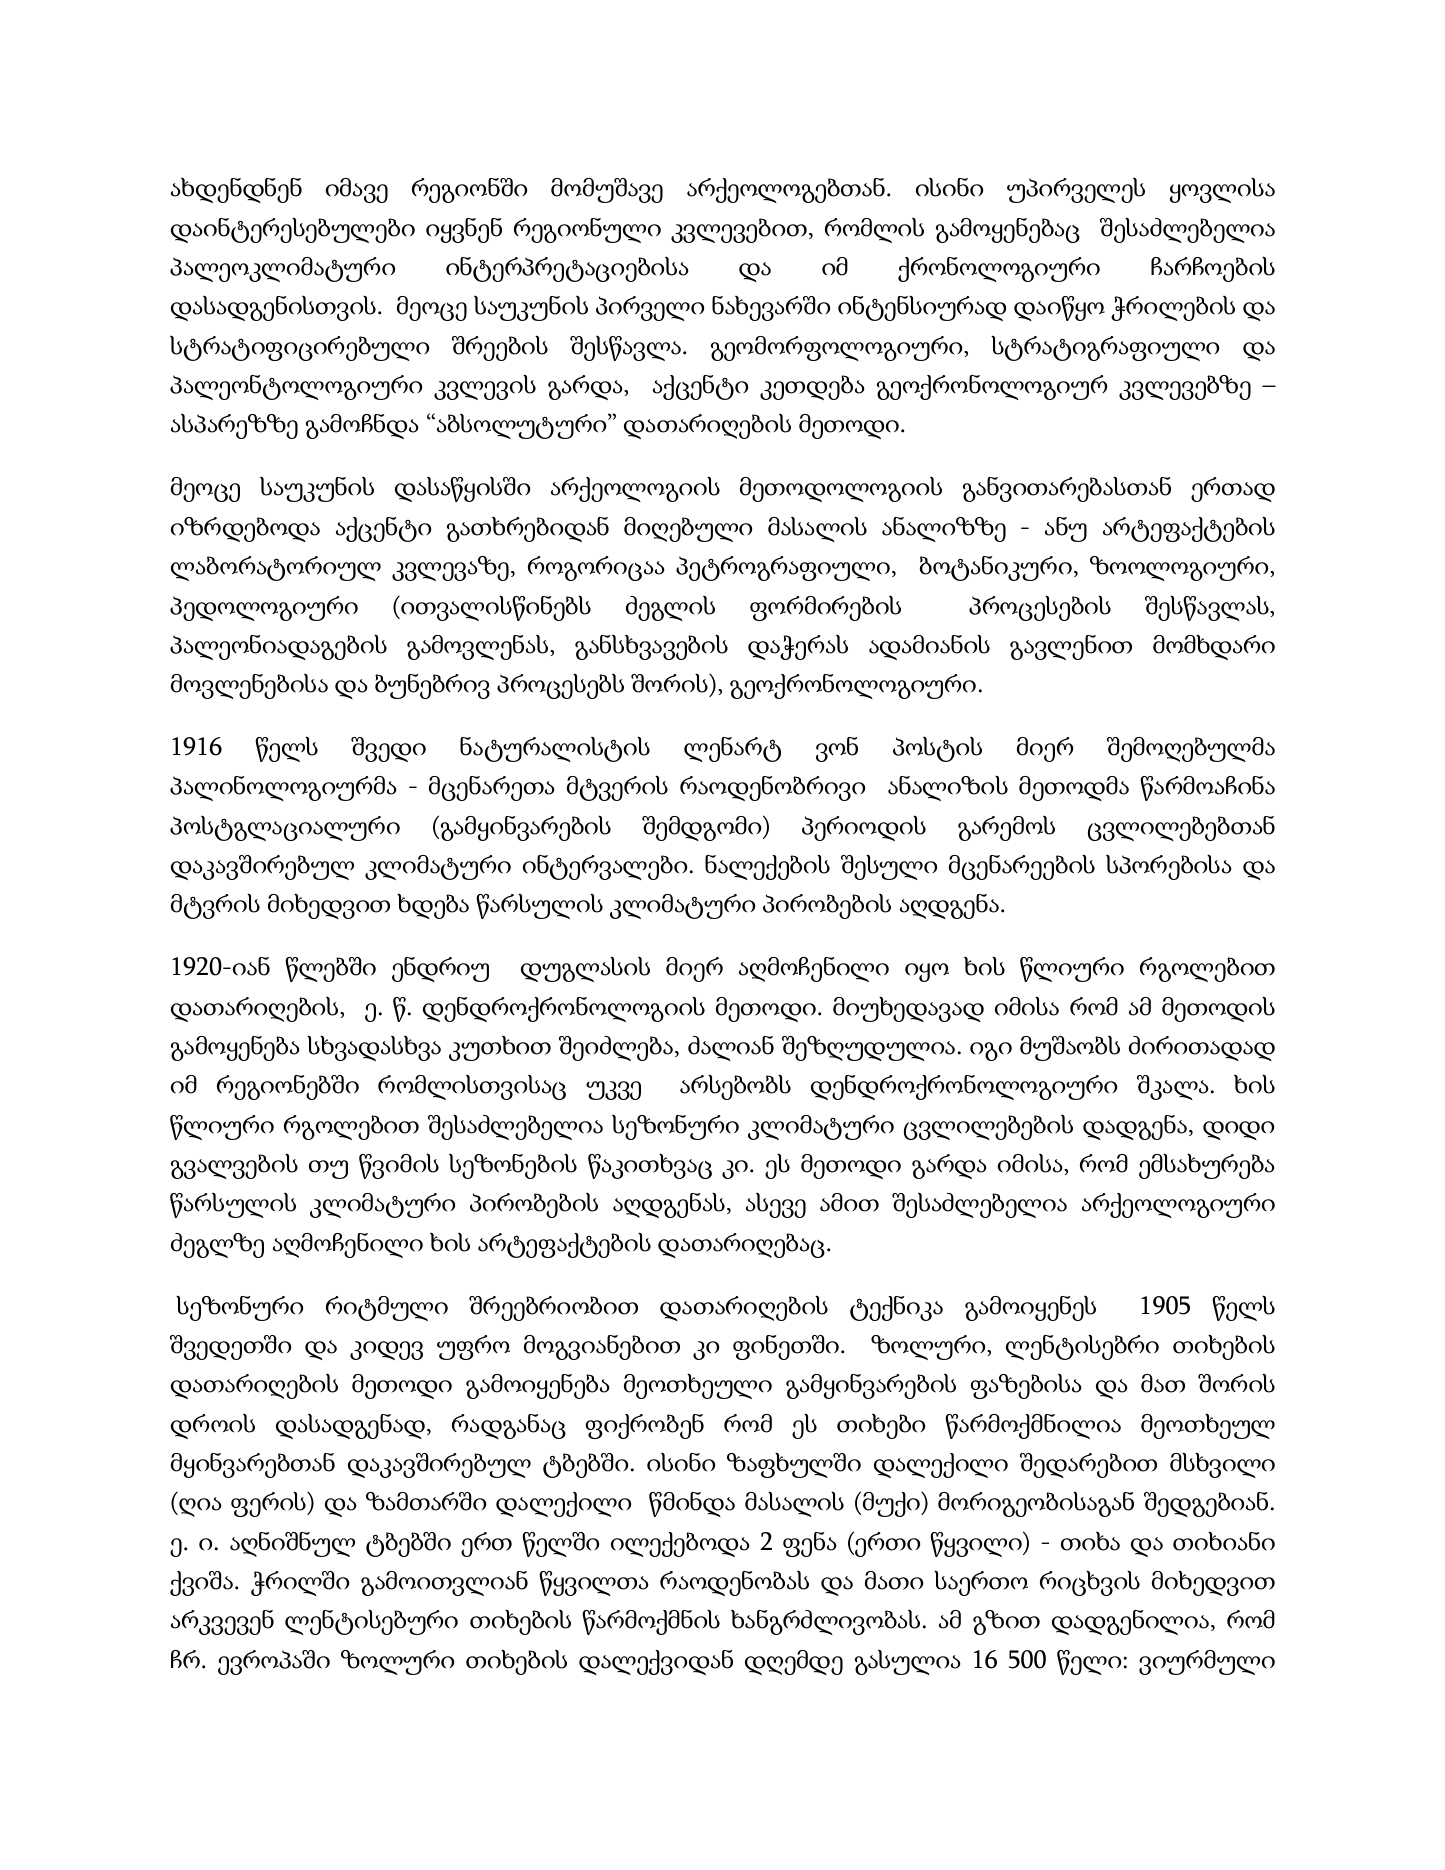 ახდენდნენ იმავე რეგიონში მომუშავე არქეოლოგებთან. ისინი უპირველეს ყოვლისა
დაინტერესებულები იყვნენ რეგიონული კვლევებით, რომლის გამოყენებაც შესაძლებელია
პალეოკლიმატური ინტერპრეტაციებისა და იმ ქრონოლოგიური ჩარჩოების
დასადგენისთვის. მეოცე საუკუნის პირველი ნახევარში ინტენსიურად დაიწყო ჭრილების და
სტრატიფიცირებული შრეების შესწავლა. გეომორფოლოგიური, სტრატიგრაფიული და
პალეონტოლოგიური კვლევის გარდა, აქცენტი კეთდება გეოქრონოლოგიურ კვლევებზე –
ასპარეზზე გამოჩნდა “აბსოლუტური” დათარიღების მეთოდი.
მეოცე საუკუნის დასაწყისში არქეოლოგიის მეთოდოლოგიის განვითარებასთან ერთად
იზრდებოდა აქცენტი გათხრებიდან მიღებული მასალის ანალიზზე - ანუ არტეფაქტების
ლაბორატორიულ კვლევაზე, როგორიცაა პეტროგრაფიული, ბოტანიკური, ზოოლოგიური,
პედოლოგიური (ითვალისწინებს ძეგლის ფორმირების პროცესების შესწავლას,
პალეონიადაგების გამოვლენას, განსხვავების დაჭერას ადამიანის გავლენით მომხდარი
მოვლენებისა და ბუნებრივ პროცესებს შორის), გეოქრონოლოგიური.
1916 წელს შვედი ნატურალისტის ლენარტ ვონ პოსტის მიერ შემოღებულმა
პალინოლოგიურმა - მცენარეთა მტვერის რაოდენობრივი ანალიზის მეთოდმა წარმოაჩინა
პოსტგლაციალური (გამყინვარების შემდგომი) პერიოდის გარემოს ცვლილებებთან
დაკავშირებულ კლიმატური ინტერვალები. ნალექების შესული მცენარეების სპორებისა და
მტვრის მიხედვით ხდება წარსულის კლიმატური პირობების აღდგენა.
1920-იან წლებში ენდრიუ დუგლასის მიერ აღმოჩენილი იყო ხის წლიური რგოლებით
დათარიღების, ე. წ. დენდროქრონოლოგიის მეთოდი. მიუხედავად იმისა რომ ამ მეთოდის
გამოყენება სხვადასხვა კუთხით შეიძლება, ძალიან შეზღუდულია. იგი მუშაობს ძირითადად
იმ რეგიონებში რომლისთვისაც უკვე არსებობს დენდროქრონოლოგიური შკალა. ხის
წლიური რგოლებით შესაძლებელია სეზონური კლიმატური ცვლილებების დადგენა, დიდი
გვალვების თუ წვიმის სეზონების წაკითხვაც კი. ეს მეთოდი გარდა იმისა, რომ ემსახურება
წარსულის კლიმატური პირობების აღდგენას, ასევე ამით შესაძლებელია არქეოლოგიური
ძეგლზე აღმოჩენილი ხის არტეფაქტების დათარიღებაც.
სეზონური რიტმული შრეებრიობით დათარიღების ტექნიკა გამოიყენეს 1905 წელს
შვედეთში და კიდევ უფრო მოგვიანებით კი ფინეთში. ზოლური, ლენტისებრი თიხების
დათარიღების მეთოდი გამოიყენება მეოთხეული გამყინვარების ფაზებისა და მათ შორის
დროის დასადგენად, რადგანაც ფიქრობენ რომ ეს თიხები წარმოქმნილია მეოთხეულ
მყინვარებთან დაკავშირებულ ტბებში. ისინი ზაფხულში დალექილი შედარებით მსხვილი
(ღია ფერის) და ზამთარში დალექილი წმინდა მასალის (მუქი) მორიგეობისაგან შედგებიან.
ე. ი. აღნიშნულ ტბებში ერთ წელში ილექებოდა 2 ფენა (ერთი წყვილი) - თიხა და თიხიანი
ქვიშა. ჭრილში გამოითვლიან წყვილთა რაოდენობას და მათი საერთო რიცხვის მიხედვით
არკვევენ ლენტისებური თიხების წარმოქმნის ხანგრძლივობას. ამ გზით დადგენილია, რომ
ჩრ. ევროპაში ზოლური თიხების დალექვიდან დღემდე გასულია 16 500 წელი: ვიურმული